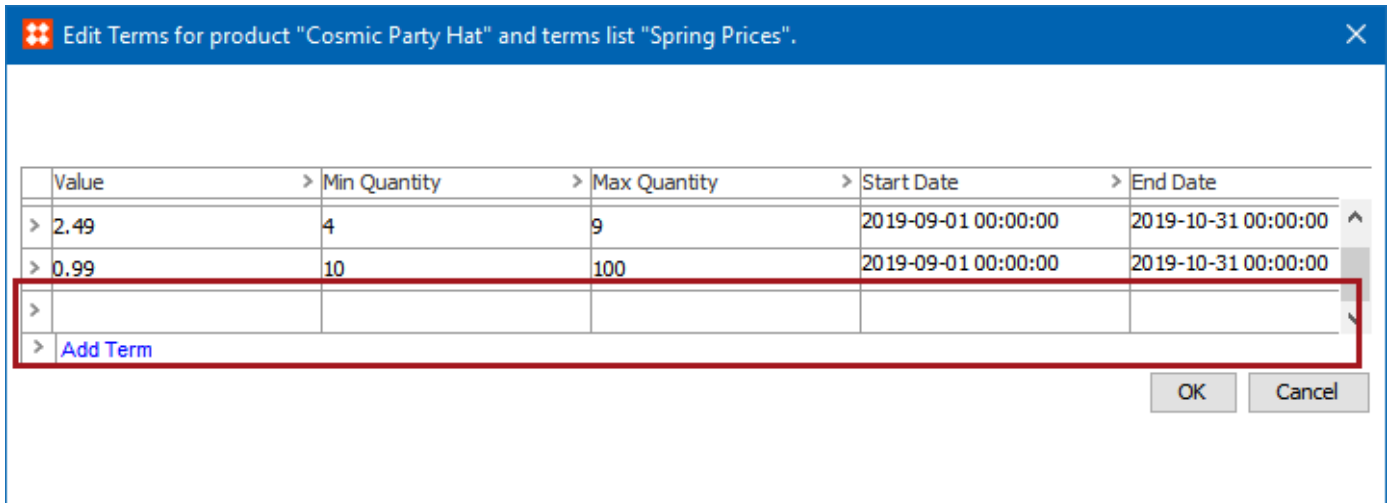 Edit Terms for product "Cosmic Party Hat" and terms list "Spring Prices".
Value > Min Quantity > Max Quantity > Start Date > End Date
> 2.49 4 9 2019-09-01 00:00:00 2019-10-31 00:00:00
> 0.99 10 100 2019-09-01 00:00:00 2019-10-31 00:00:00
>
> Add Term
OK Cancel